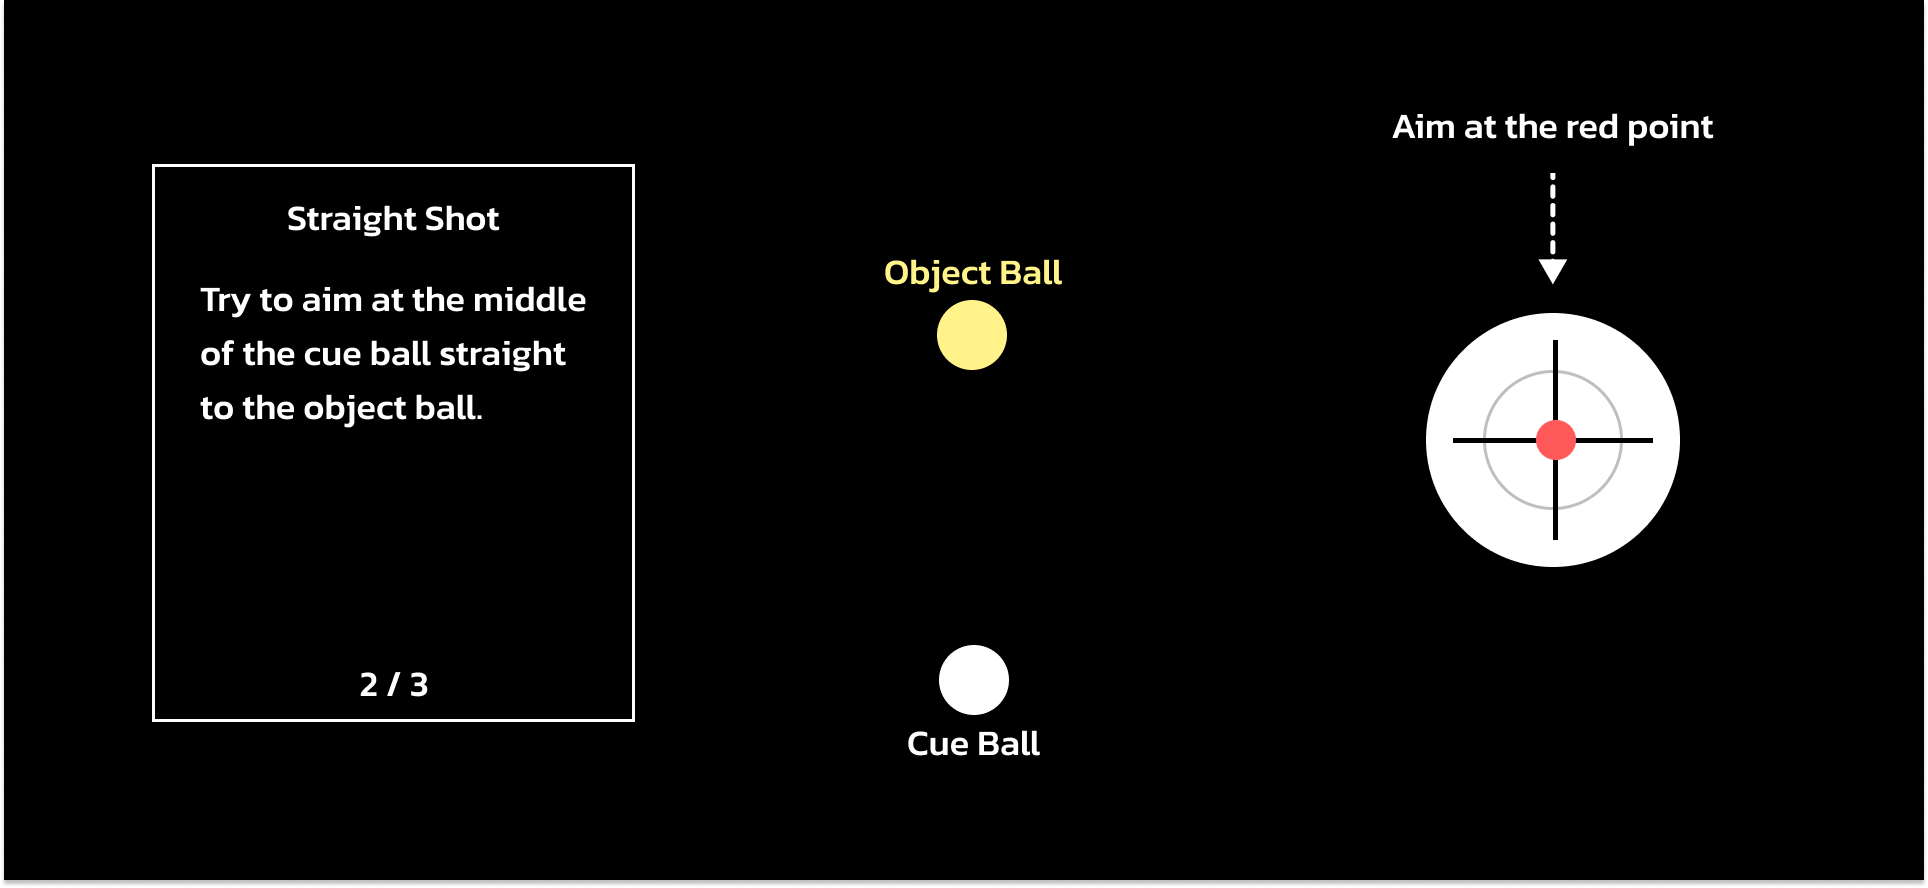 Straight Shot
Try to aim at the middle
of the cue ball straight
to the object ball.
2 / 3
Object Ball
Cue Ball
Aim at the red point